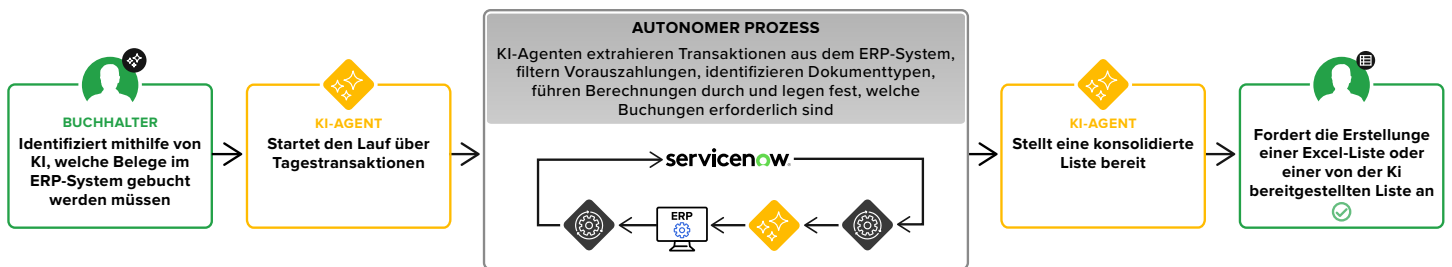 BUCHHALTER
Identifiziert mithilfe von
KI, welche Belege im
ERP-System gebucht
werden müssen
KI-AGENT
Startet den Lauf über
Tagestransaktionen
AUTONOMER PROZESS
KI-Agenten extrahieren Transaktionen aus dem ERP-System,
filtern Vorauszahlungen, identifizieren Dokumenttypen,
führen Berechnungen durch und legen fest, welche
Buchungen erforderlich sind
servicenow.
ERP
KI-AGENT
Stellt eine konsolidierte
Liste bereit
Fordert die Erstellunge
einer Excel-Liste oder
einer von der Ki
bereitgestellten Liste an